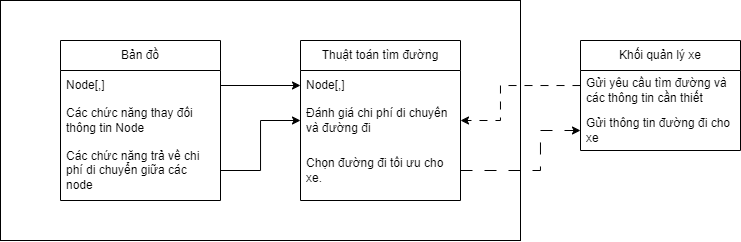 Bản đồ
Node[,]
Các chức năng thay đổi
thông tin Node
Các chức năng trả về chi
phí di chuyển giữa các
node
Thuật toán tìm đường
Node[,]
Đánh giá chi phí di chuyển
và đường đi
Chọn đường đi tối ưu cho
xe.
Khối quản lý xe
Gửi yêu cầu tìm đường và
các thông tin cần thiết
Gửi thông tin đường đi cho
xe